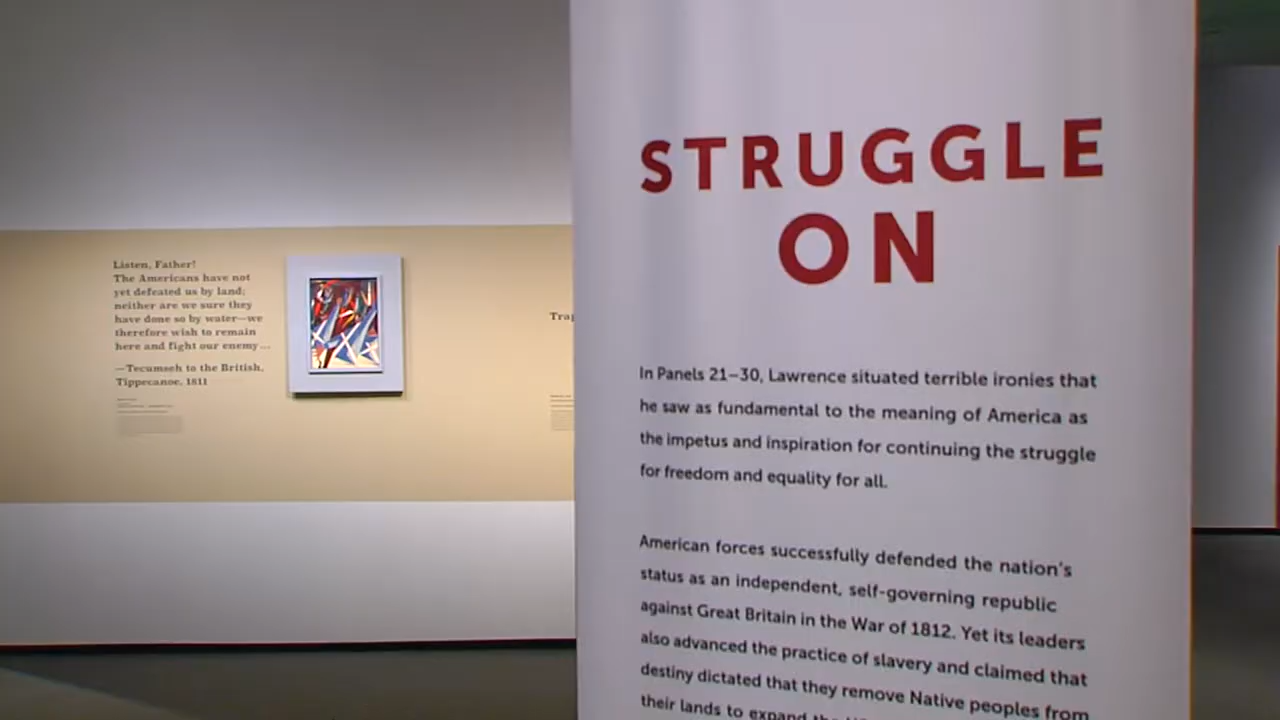 Listen, Father!
The Americans have not
yet defeated us by land;
neither are we sure they
have done so by water—we
therefore wish to remain
here and fight our enemy...
—Tecumseh to the British,
Tippecanoe, 1811
STRUGGLE
ON
In Panels 21–30, Lawrence situated terrible ironies that
he saw as fundamental to the meaning of America as
the impetus and inspiration for continuing the struggle
for freedom and equality for all.
American forces successfully defended the nation's
status as an independent, self-governing republic
against Great Britain in the War of 1812. Yet its leaders
also advanced the practice of slavery and claimed that
destiny dictated that they remove Native peoples from
their lands to expand the